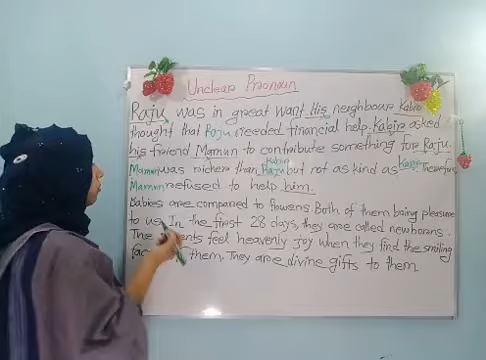 Unclear Pronoun
Raju was in great want. His neighbour Kabir
thought that Raju needed financial help. Kabir asked
his friend Mamun to contribute something for Raju.
Kabir
Mamun was richer than Raju but not as kind as Kabir. Therefore,
Mamun refused to help him.
Babies are compared to flowers. Both of them bring pleasure
to us. In the first 28 days, they are called newborns.
The feel heavenly joy when they find the smiling
them. They are divine gifts to them